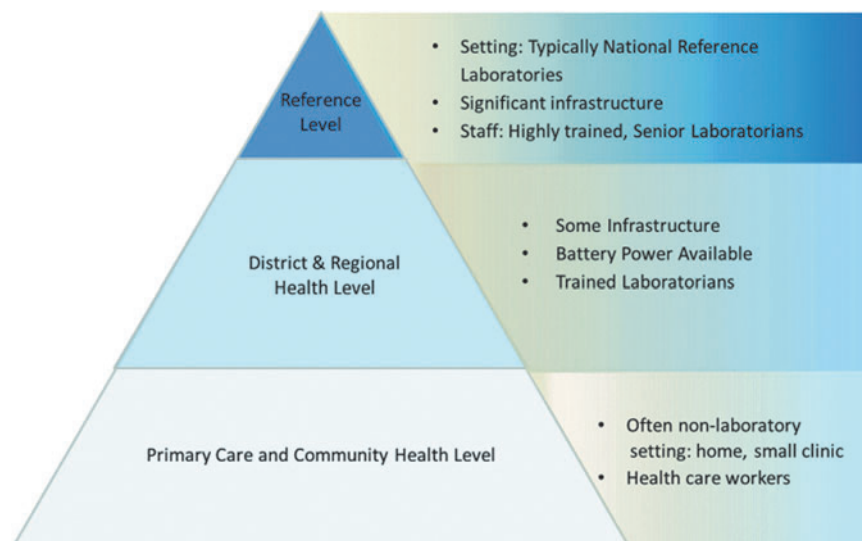 Reference
Level
• Setting: Typically National Reference
Laboratories
• Significant infrastructure
• Staff: Highly trained, Senior Laboratorians
District & Regional
Health Level
• Some Infrastructure
• Battery Power Available
• Trained Laboratorians
Primary Care and Community Health Level
• Often non-laboratory
setting: home, small clinic
• Health care workers